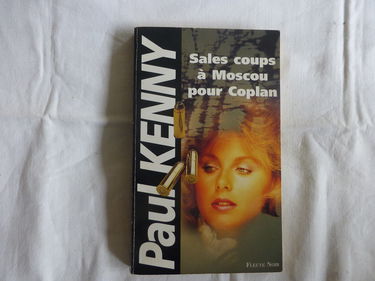 Paul KENNY
Sales coups
à Moscou
pour Coplan
FLEUVE NOIR